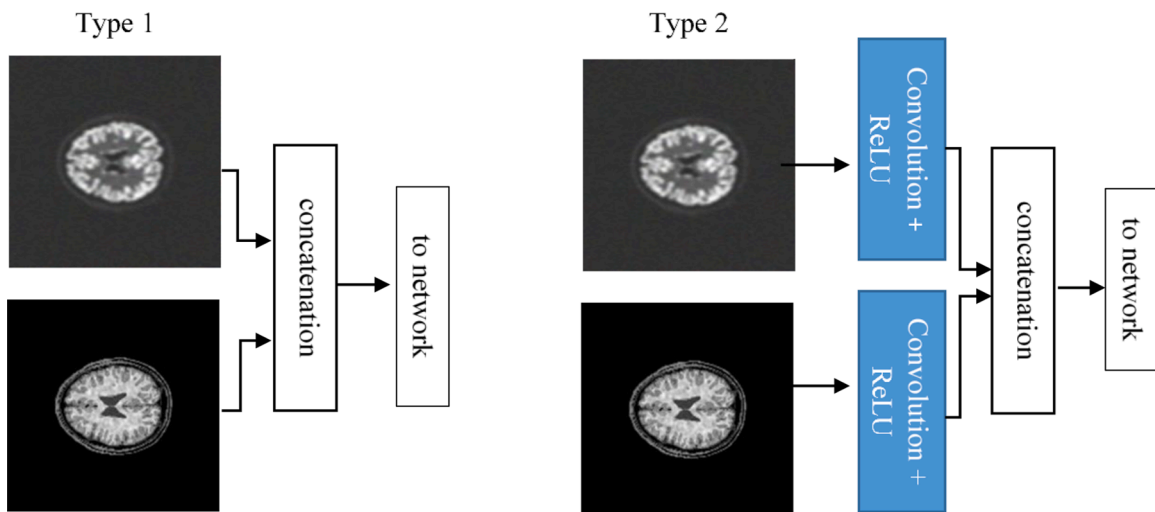 Type 1
concatenation
to network
Type 2
Convolution +
ReLU
Convolution +
ReLU
concatenation
to network